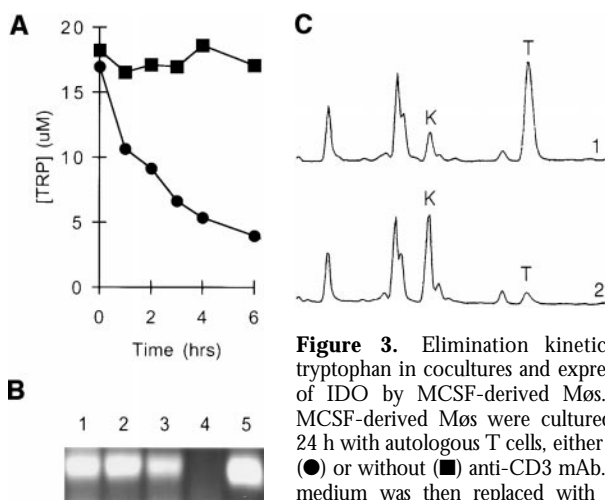 A
20
15
10
5
0
[TRP] (uM)
0 2 4 6
Time (hrs)
B
1 2 3 4 5
C
K
T
1
K
T
2
Figure 3. Elimination kinetic
tryptophan in cocultures and expre
of IDO by MCSF-derived Møs.
MCSF-derived Møs were cultured
24 h with autologous T cells, either
(●) or without (■) anti-CD3 mAb.
medium was then replaced with